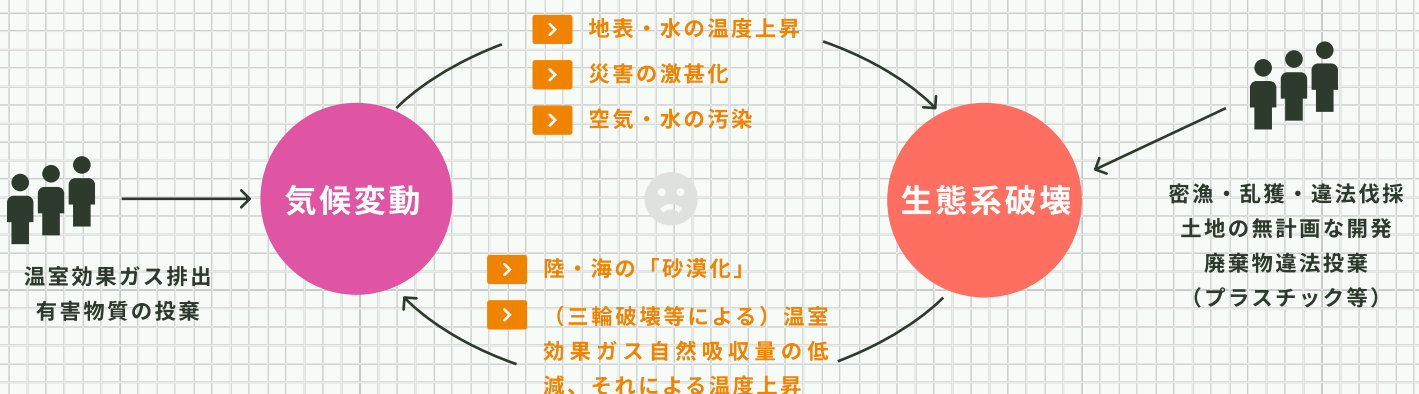 地表・水の温度上昇
災害の激甚化
空気・水の汚染
気候変動
生態系破壊
温室効果ガス排出
有害物質の投棄
密漁・乱獲・違法伐採
土地の無計画な開発
廃棄物違法投棄
（プラスチック等）
陸・海の「砂漠化」
（三輪破壊等による）温室
効果ガス自然吸収量の低
減、それによる温度上昇